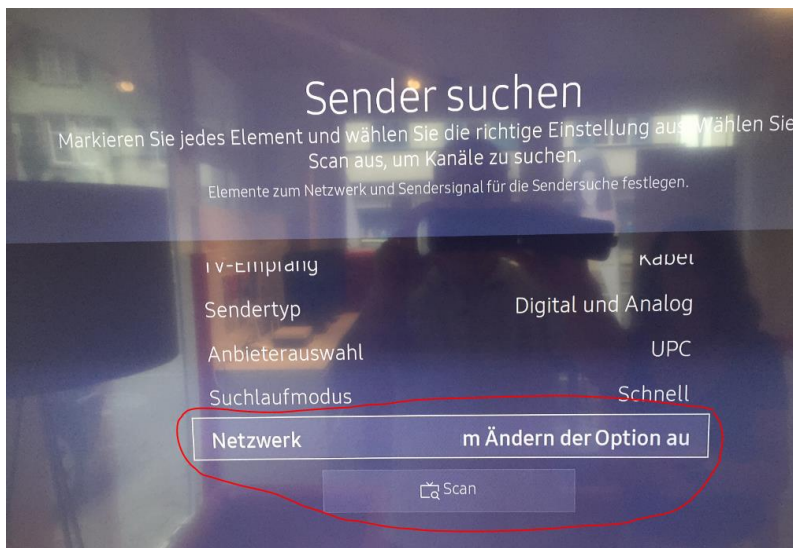 Sender suchen
Markieren Sie jedes Element und wählen Sie die richtige Einstellung aus. Wählen Sie
Scan aus, um Kanäle zu suchen.
Elemente zum Netzwerk und Sendersignal für die Sendersuche festlegen.
TV-Empfang Kabel
Sendertyp Digital und Analog
Anbieterauswahl UPC
Suchlaufmodus Schnell
Netzwerk m Ändern der Option au
Scan